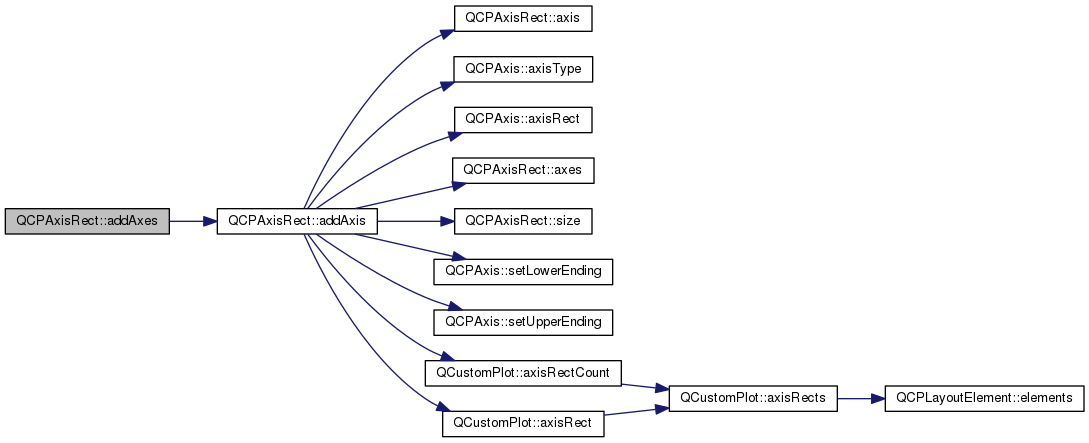 QCPAxisRect::axis
QCPAxis::axisType
QCPAxis::axisRect
QCPAxisRect::axes
QCPAxisRect::addAxes
QCPAxisRect::addAxis
QCPAxisRect::size
QCPAxis::setLowerEnding
QCPAxis::setUpperEnding
QCustomPlot::axisRectCount
QCustomPlot::axisRects
QCPLayoutElement::elements
QCustomPlot::axisRect